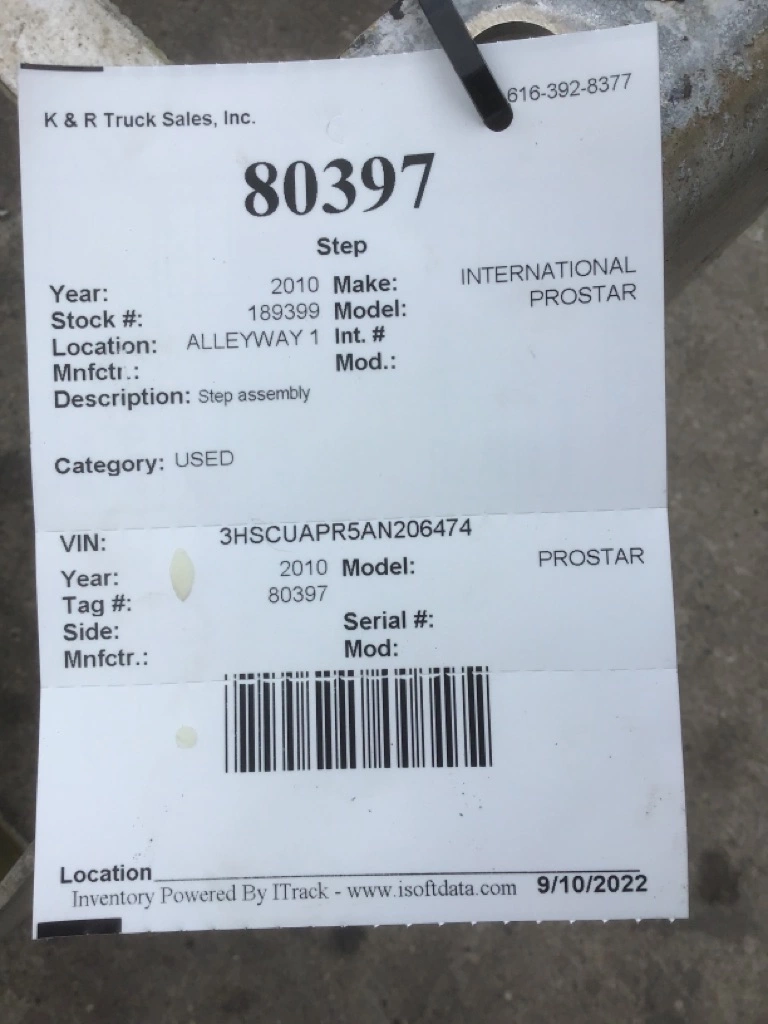 K & R Truck Sales, Inc. 616-392-8377
80397
Step
Year: 2010 Make: INTERNATIONAL
Stock #: 189399 Model: PROSTAR
Location: ALLEYWAY 1 Int. #
Mnfctr.: Mod.:
Description: Step assembly
Category: USED
VIN: 3HSCUAPR5AN206474
Year: 2010 Model: PROSTAR
Tag #: 80397
Side: Serial #:
Mnfctr.: Mod:
Location
Inventory Powered By ITrack - www.isoftdata.com 9/10/2022